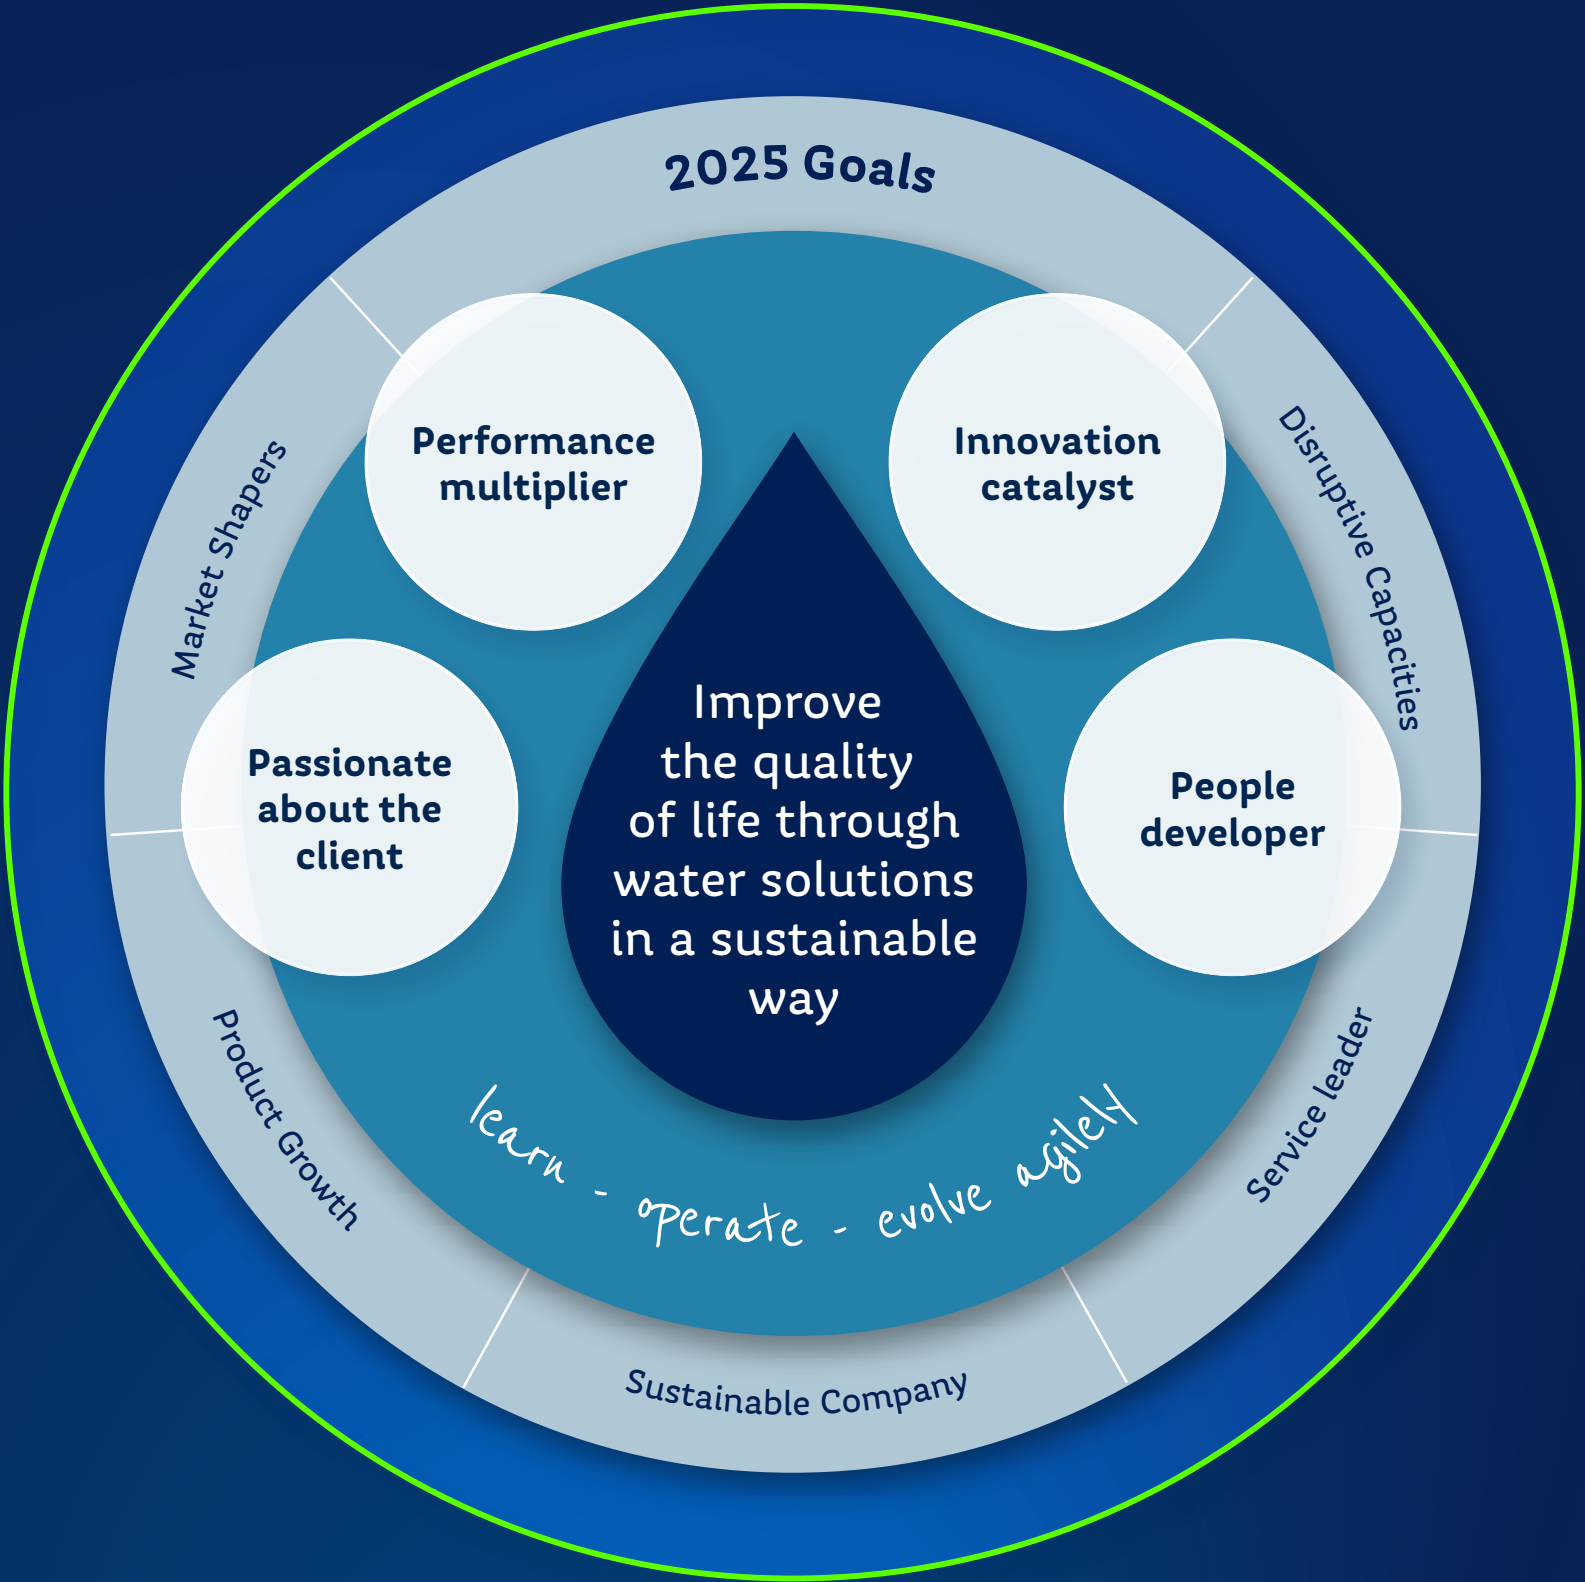 2025 Goals
Performance
multiplier
Innovation
catalyst
Market Shapers
Disruptive Capacities
Passionate
about the
client
Improve
the quality
of life through
water solutions
in a sustainable
way
People
developer
Product Growth
Service leader
learn - operate - evolve agilely
Sustainable Company